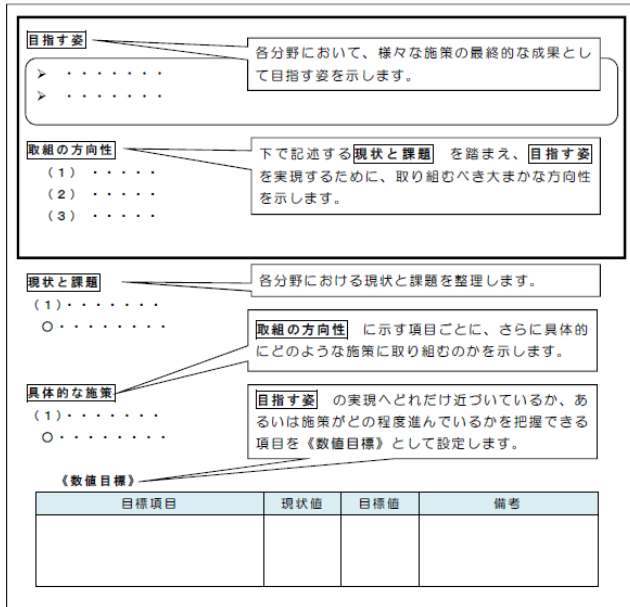 目指す姿
各分野において、様々な施策の最終的な成果とし
て目指す姿を示します。
➢ ・・・・・・・
➢ ・・・・・・・
取組の方向性
下で記述する現状と課題 を踏まえ、目指す姿
を実現するために、取り組むべき大まかな方向性
を示します。
(1) ・・・・・
(2) ・・・・・
(3) ・・・・・
現状と課題
各分野における現状と課題を整理します。
(1)・・・・・・・
○・・・・・・・・
取組の方向性 に示す項目ごとに、さらに具体的
にどのような施策に取り組むのかを示します。
具体的な施策
(1)・・・・・・・
○・・・・・・・・
目指す姿 の実現へどれだけ近づいているか、あ
るいは施策がどの程度進んでいるかを把握できる
項目を《数値目標》として設定します。
《数値目標》
目標項目 現状値 目標値 備考